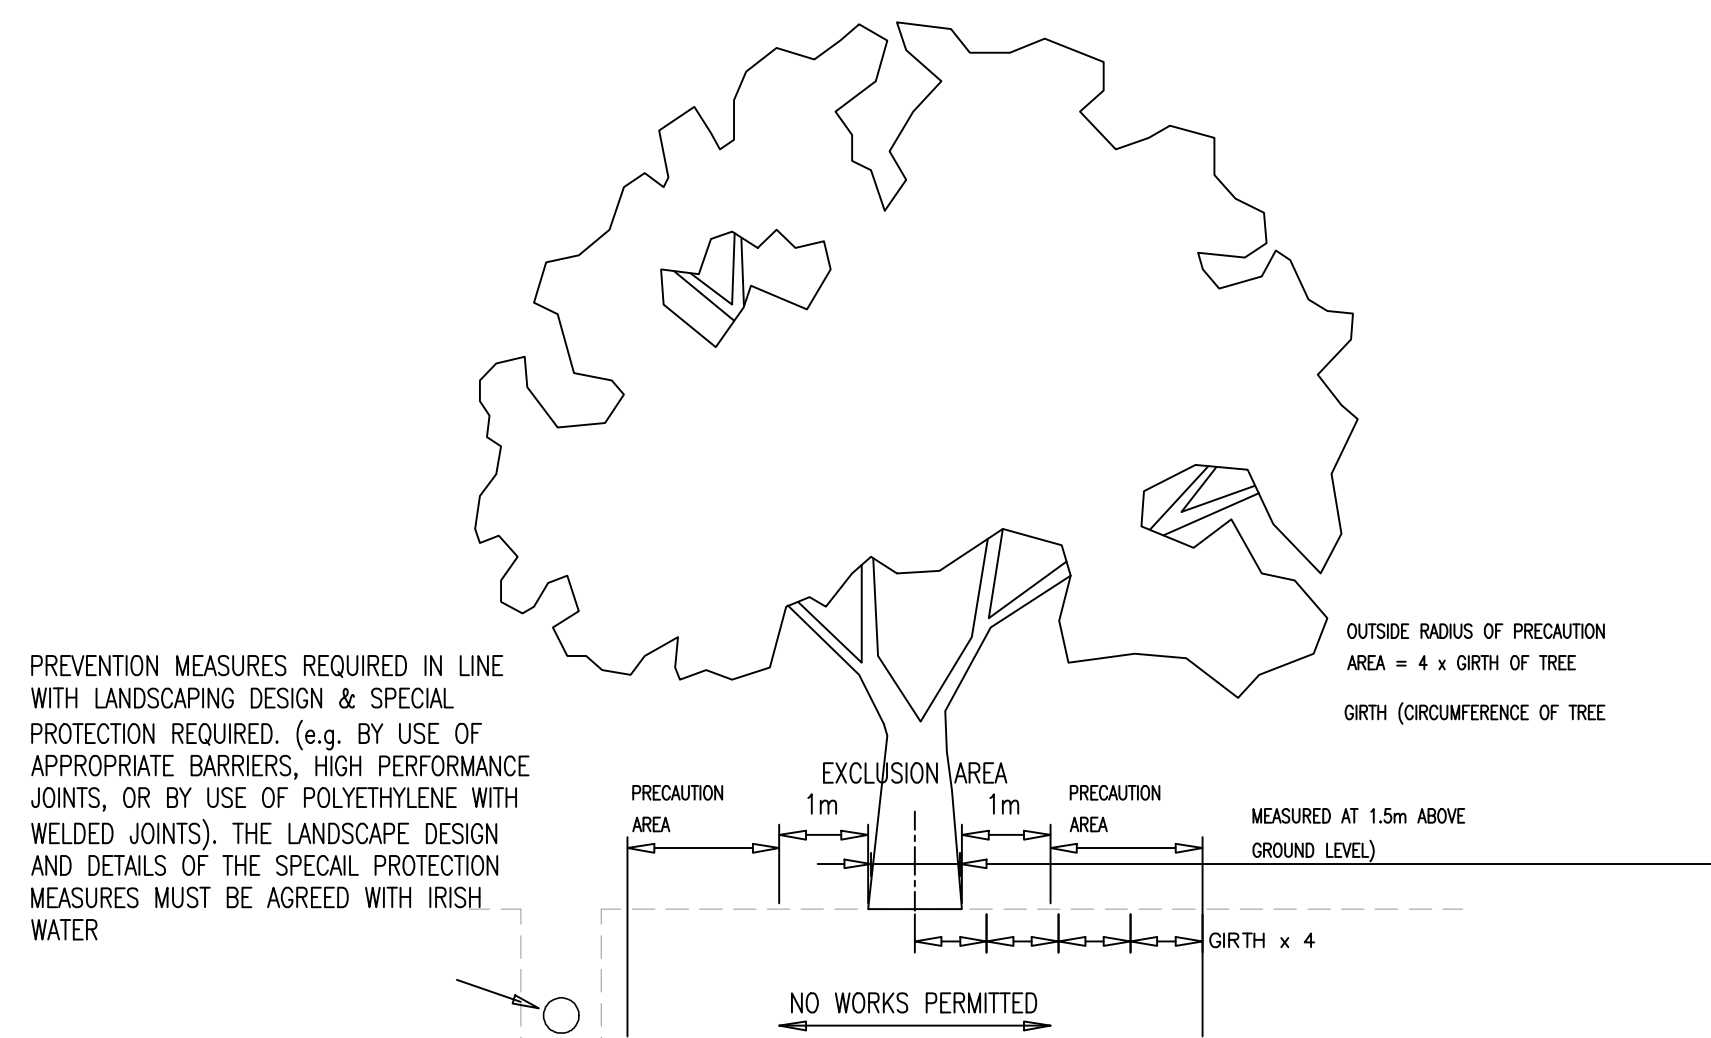 OUTSIDE RADIUS OF PRECAUTION
AREA = 4 x GIRTH OF TREE
GIRTH (CIRCUMFERENCE OF TREE
MEASURED AT 1.5m ABOVE
GROUND LEVEL)
PREVENTION MEASURES REQUIRED IN LINE
WITH LANDSCAPING DESIGN & SPECIAL
PROTECTION REQUIRED. (e.g. BY USE OF
APPROPRIATE BARRIERS, HIGH PERFORMANCE
JOINTS, OR BY USE OF POLYETHYLENE WITH
WELDED JOINTS). THE LANDSCAPE DESIGN
AND DETAILS OF THE SPECAIL PROTECTION
MEASURES MUST BE AGREED WITH IRISH
WATER
EXCLUSION AREA
PRECAUTION
AREA
1m
1m
PRECAUTION
AREA
GIRTH x 4
NO WORKS PERMITTED